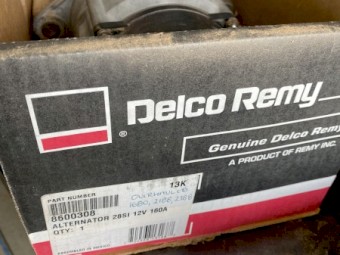 Delco Remy
®
Genuine Delco Remy
A PRODUCT OF REMY INC.
PART NUMBER
13K
8600308
ALTERNATOR 28SI 12V 160A
QTY: 1